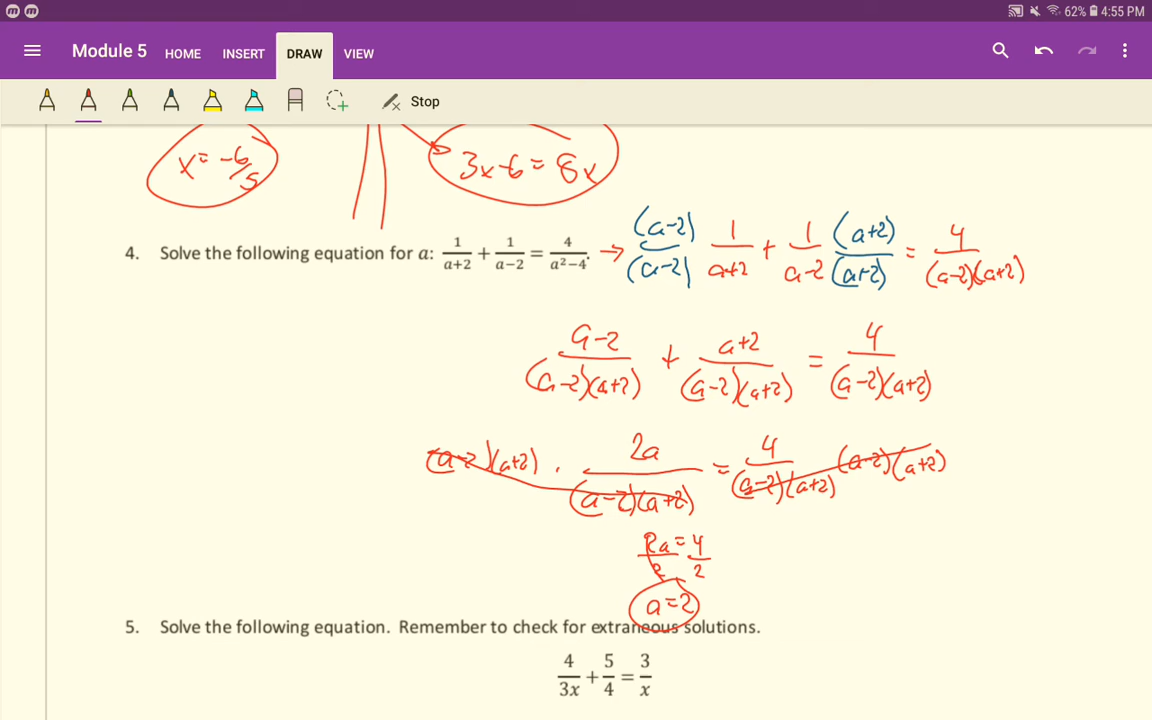 62% 4:55 PM
Module 5 HOME INSERT DRAW VIEW
Stop
x = -6/5
3x-6 = 8x
4. Solve the following equation for a: 1/(a+2) + 1/(a−2) = 4/(a²−4). → (a-2)/(a-2) 1/(a+2) + 1/(a-2) (a+2)/(a+2) = 4/((a-2)(a+2))
(a-2)/((a-2)(a+2)) + (a+2)/((a-2)(a+2)) = 4/((a-2)(a+2))
(a-2)(a+2) · 2a/((a-2)(a+2)) = 4/((a-2)(a+2)) (a-2)(a+2)
2a/2 = 4/2
a=2
5. Solve the following equation. Remember to check for extraneous solutions.
4/3x + 5/4 = 3/x